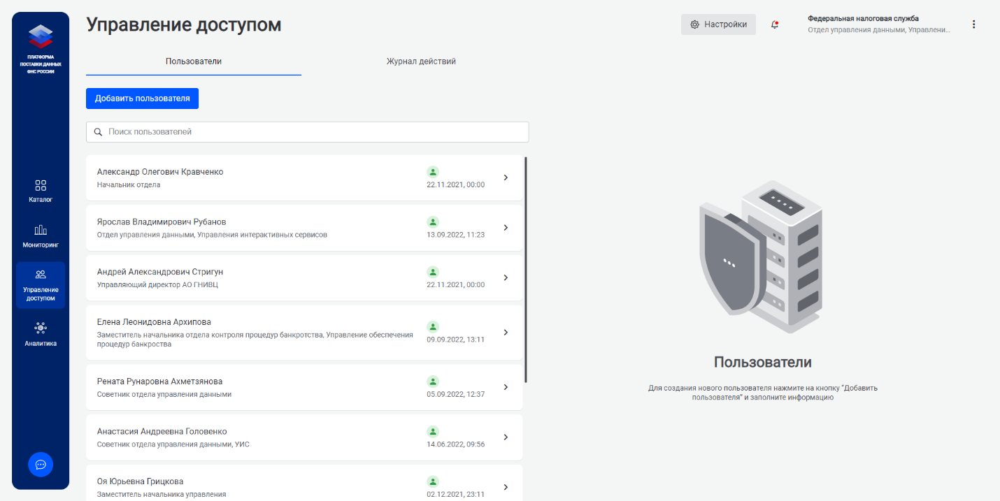 ПЛАТФОРМА
ПОСТАВКИ ДАННЫХ
ФНС РОССИИ
Каталог
Мониторинг
Управление
доступом
Аналитика
Управление доступом
Настройки
Федеральная налоговая служба
Отдел управления данными, Управлени...
Пользователи
Журнал действий
Добавить пользователя
Поиск пользователей
Александр Олегович Кравченко
Начальник отдела
22.11.2021, 00:00
Ярослав Владимирович Рубанов
Отдел управления данными, Управления интерактивных сервисов
13.09.2022, 11:23
Андрей Александрович Стригун
Управляющий директор АО ГНИВЦ
22.11.2021, 00:00
Елена Леонидовна Архипова
Заместитель начальника отдела контроля процедур банкротства, Управление обеспечения
процедур банкроства
09.09.2022, 13:11
Рената Рунаровна Ахметзянова
Советник отдела управления данными
05.09.2022, 12:37
Анастасия Андреевна Головенко
Советник отдела управления данными, УИС
14.06.2022, 09:56
Оя Юрьевна Грицкова
Заместитель начальника управления
02.12.2021, 23:11
Пользователи
Для создания нового пользователя нажмите на кнопку “Добавить
пользователя” и заполните информацию